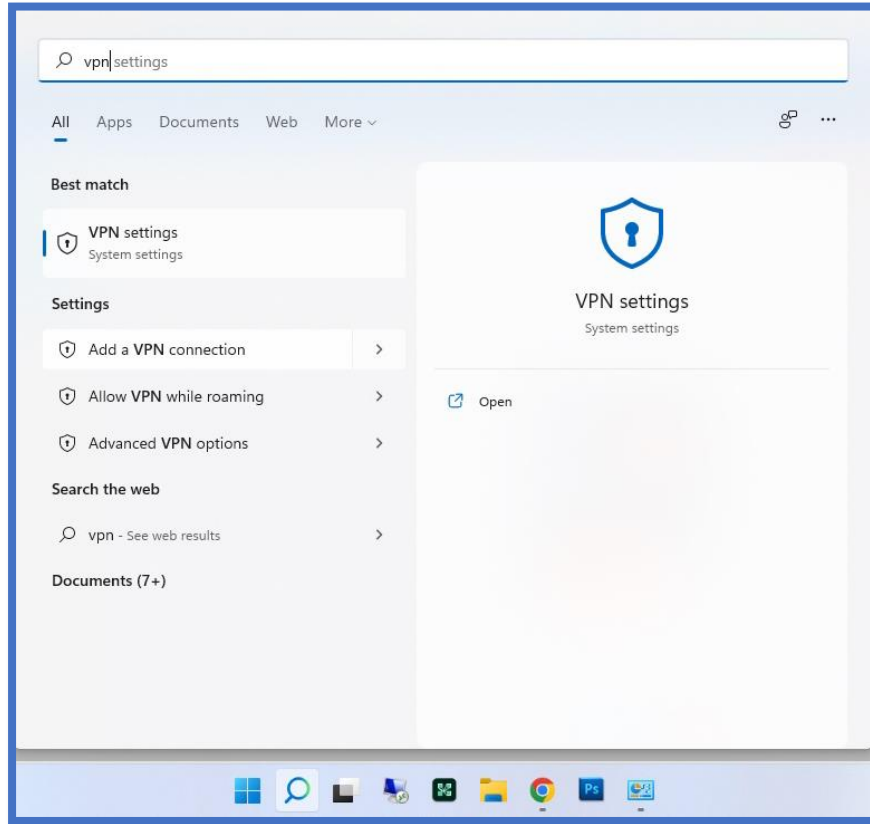 vpn settings
All Apps Documents Web More
Best match
VPN settings
System settings
Settings
Add a VPN connection
Allow VPN while roaming
Advanced VPN options
Search the web
vpn - See web results
Documents (7+)
VPN settings
System settings
Open
Ps